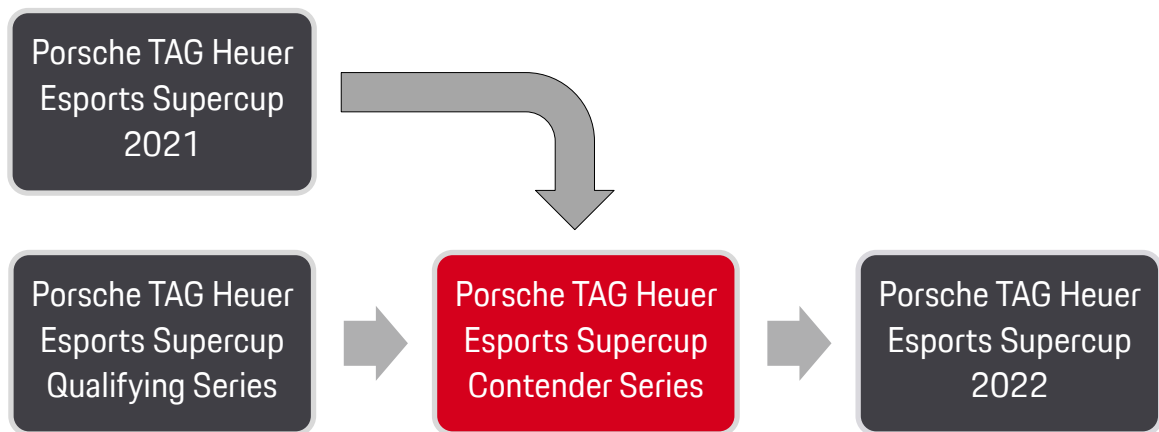 Porsche TAG Heuer
Esports Supercup
2021
Porsche TAG Heuer
Esports Supercup
Qualifying Series
Porsche TAG Heuer
Esports Supercup
Contender Series
Porsche TAG Heuer
Esports Supercup
2022